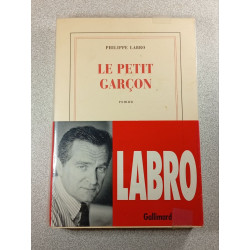 PHILIPPE LABRO
LE PETIT
GARÇON
roman
LABRO
Gallimard